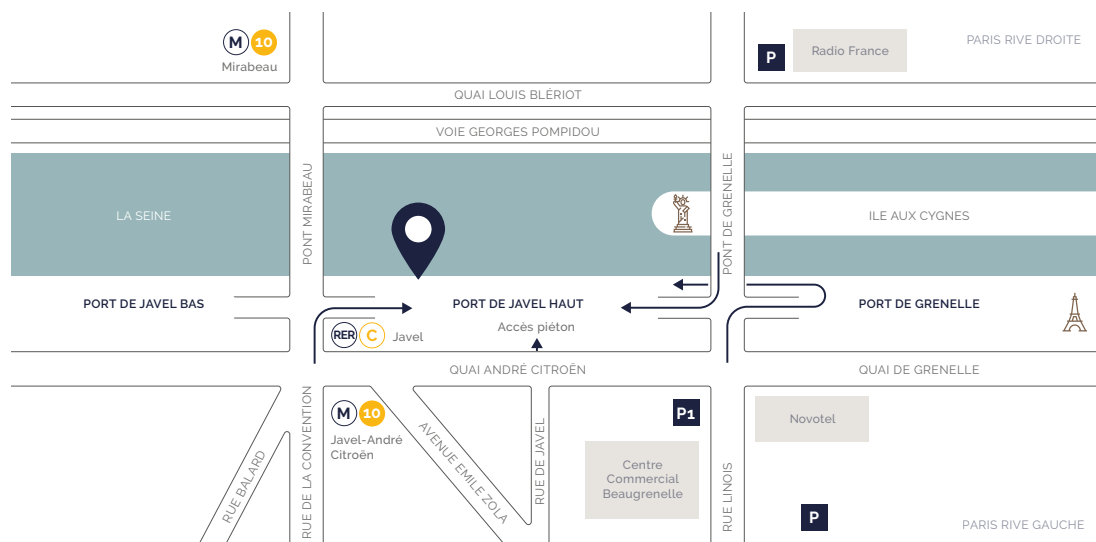 M 10
Mirabeau
P
Radio France
PARIS RIVE DROITE
QUAI LOUIS BLÉRIOT
VOIE GEORGES POMPIDOU
LA SEINE
PONT MIRABEAU
PONT DE GRENELLE
ILE AUX CYGNES
PORT DE JAVEL BAS
PORT DE JAVEL HAUT
PORT DE GRENELLE
Accès piéton
RER C Javel
QUAI ANDRÉ CITROËN
QUAI DE GRENELLE
RUE BALARD
RUE DE LA CONVENTION
M 10
Javel-André
Citroën
AVENUE EMILE ZOLA
RUE DE JAVEL
P1
Centre
Commercial
Beaugrenelle
RUE LINOIS
Novotel
P
PARIS RIVE GAUCHE